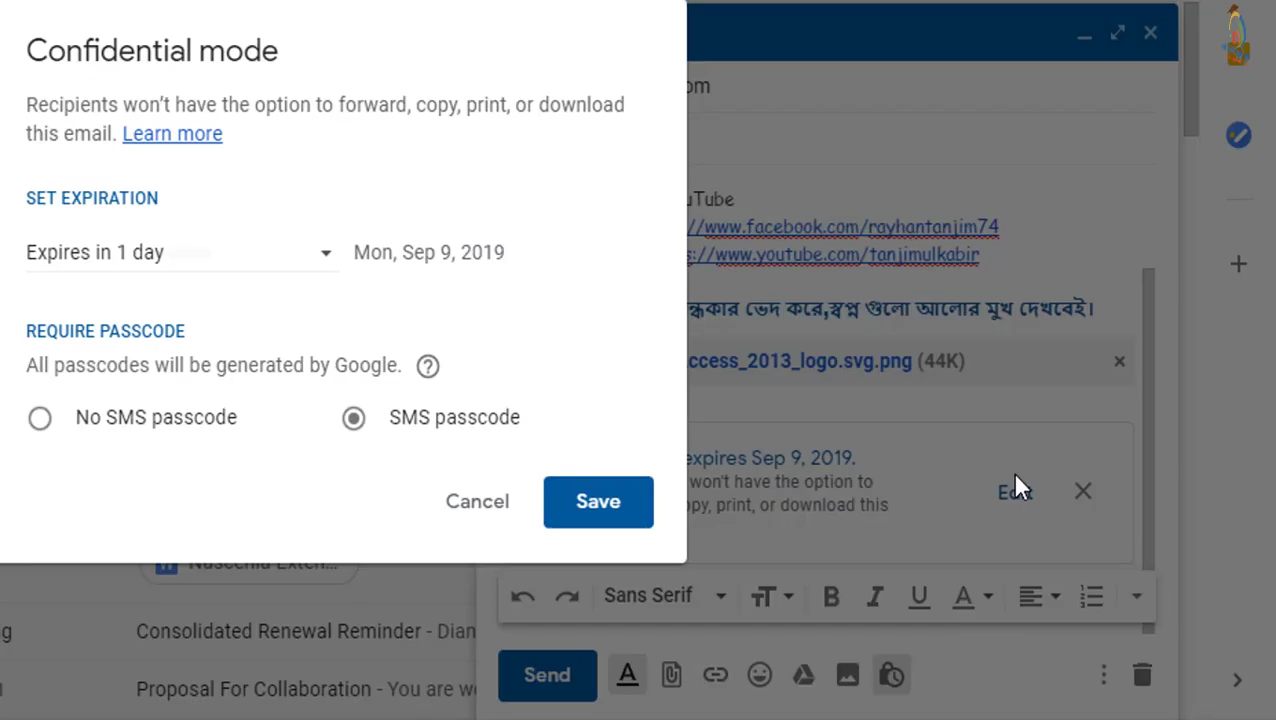 Confidential mode
Recipients won't have the option to forward, copy, print, or download
this email. Learn more
SET EXPIRATION
Expires in 1 day
Mon, Sep 9, 2019
REQUIRE PASSCODE
All passcodes will be generated by Google.
No SMS passcode
SMS passcode
Cancel
Save
om
uTube
//www.facebook.com/rayhantanjim74
s://www.youtube.com/tanjimulkabir
ন্ধকার ভেদ করে,স্বপ্ন গুলো আলোর মুখ দেখবেই।
ccess_2013_logo.svg.png (44K)
expires Sep 9, 2019.
won't have the option to
opy, print, or download this
Edit
Sans Serif
Send
Consolidated Renewal Reminder - Dian
Proposal For Collaboration - You are we